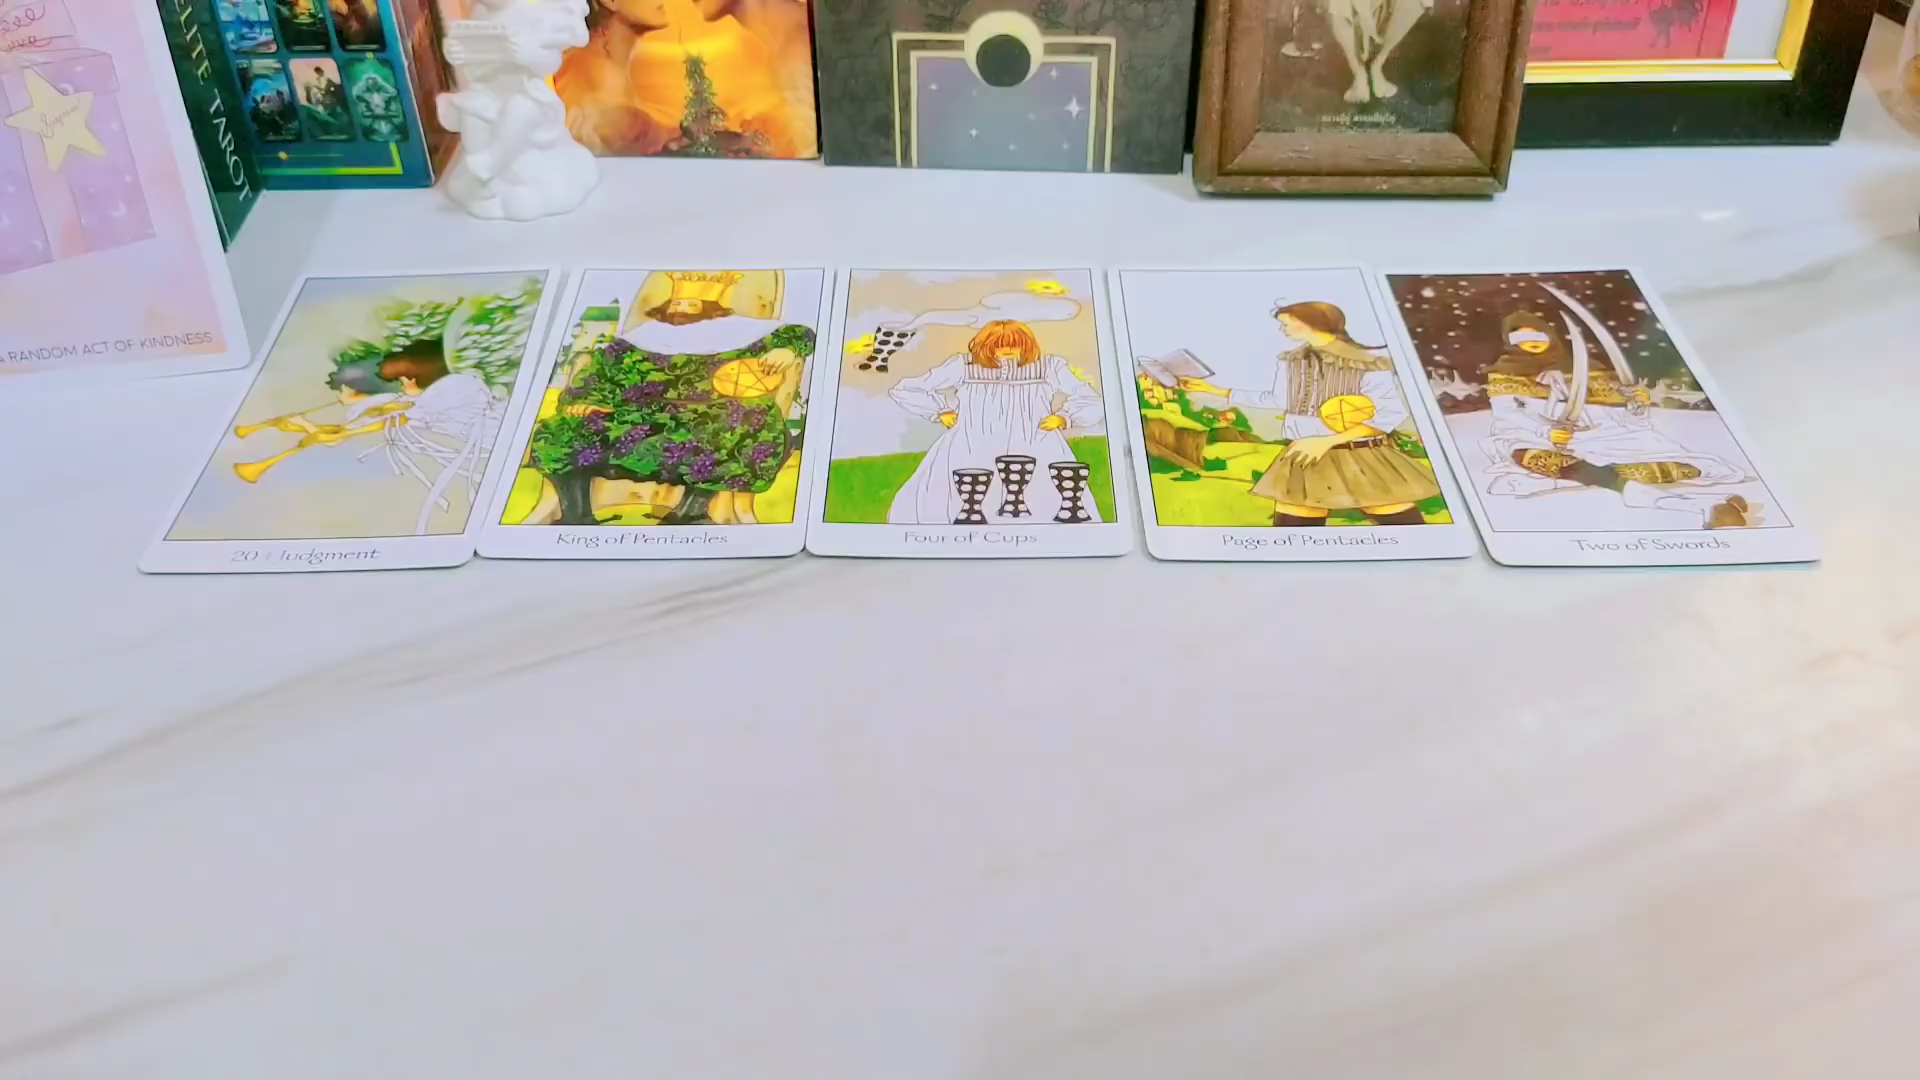 ELITE TAROT
A RANDOM ACT OF KINDNESS
20 : Judgment
King of Pentacles
Four of Cups
Page of Pentacles
Two of Swords